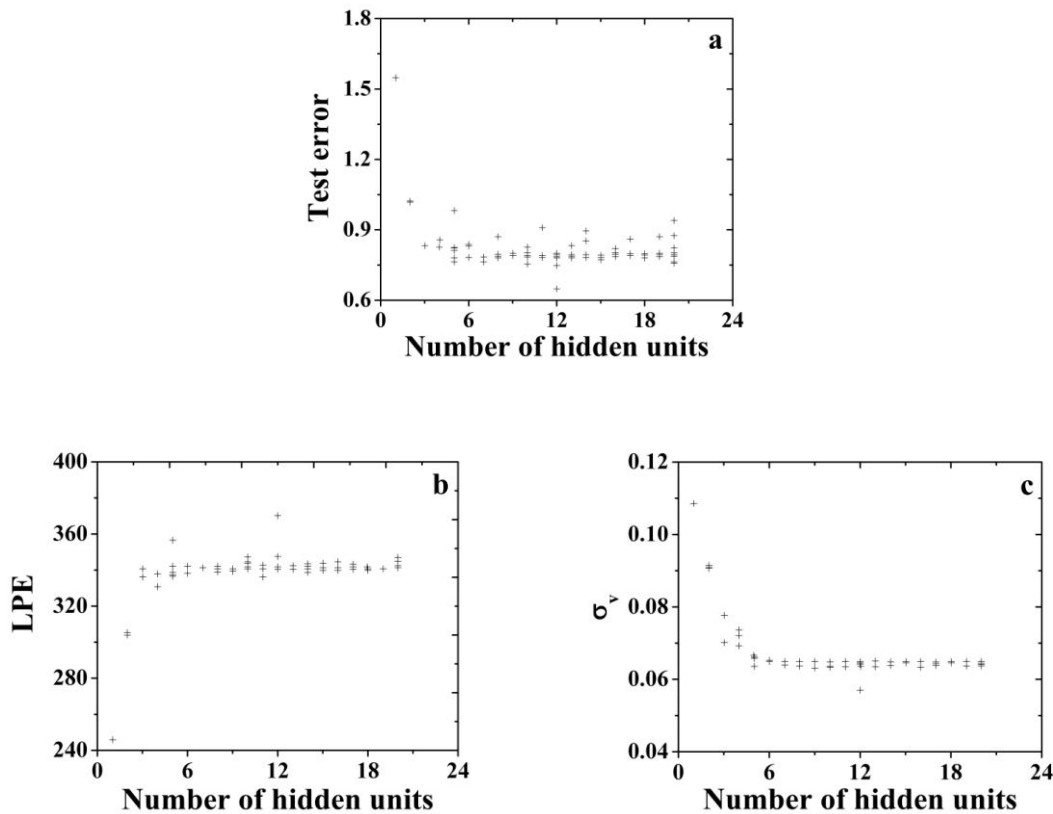 a
Test error
1.8
1.5
1.2
0.9
0.6
0 6 12 18 24
Number of hidden units
b
LPE
400
360
320
280
240
0 6 12 18 24
Number of hidden units
c
σv
0.12
0.10
0.08
0.06
0.04
0 6 12 18 24
Number of hidden units